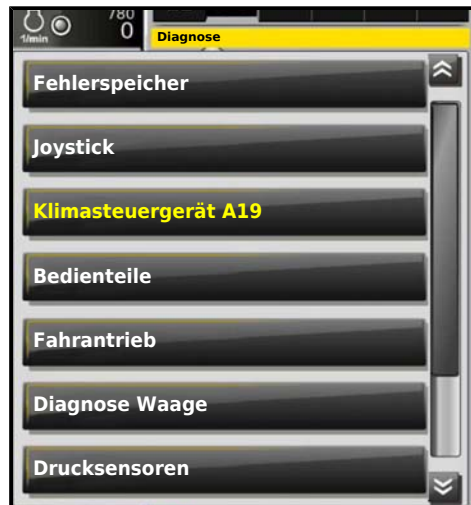 780
1/min
0
Diagnose
Fehlerspeicher
Joystick
Klimasteuergerät A19
Bedienteile
Fahrantrieb
Diagnose Waage
Drucksensoren